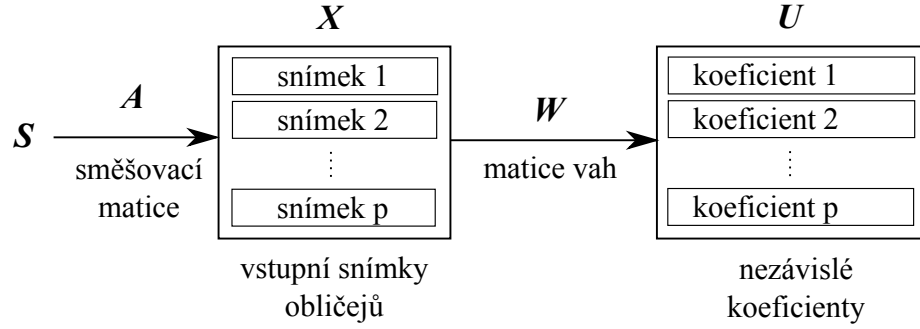 X
U
snímek 1
koeficient 1
A
snímek 2
W
koeficient 2
S
směšovací
matice
matice vah
snímek p
koeficient p
vstupní snímky
obličejů
nezávislé
koeficienty